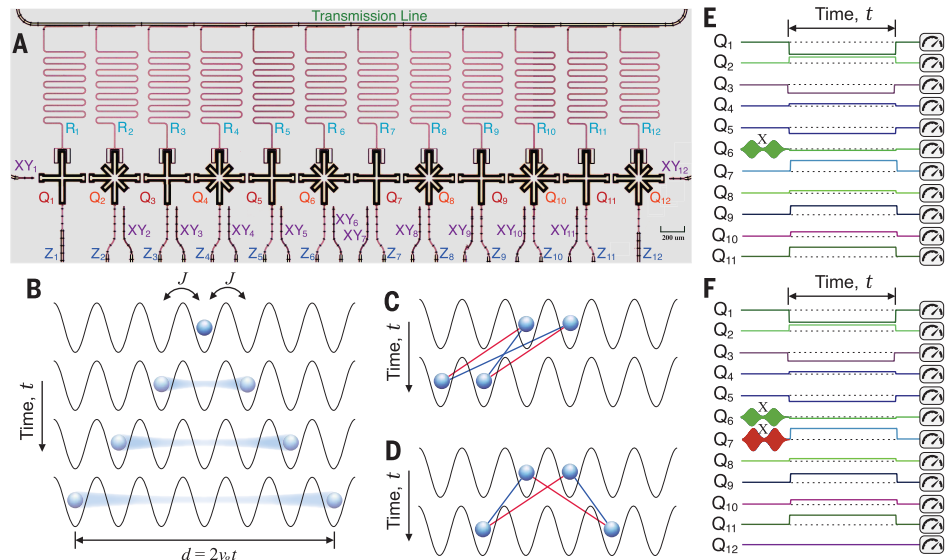 A
Transmission Line
R1 R2 R3 R4 R5 R6 R7 R8 R9 R10 R11 R12
XY1 XY12
Q1 Q2 Q3 Q4 Q5 Q6 Q7 Q8 Q9 Q10 Q11 Q12
XY2 XY3 XY4 XY5 XY6 XY7 XY8 XY9 XY10 XY11
200 um
Z1 Z2 Z3 Z4 Z5 Z6 Z7 Z8 Z9 Z10 Z11 Z12
B
J J
Time, t
d = 2vgt
C
Time, t
D
Time, t
E
Time, t
Q1
Q2
Q3
Q4
Q5
Q6 X
Q7
Q8
Q9
Q10
Q11
F
Time, t
Q1
Q2
Q3
Q4
Q5
Q6 X
Q7 X
Q8
Q9
Q10
Q11
Q12